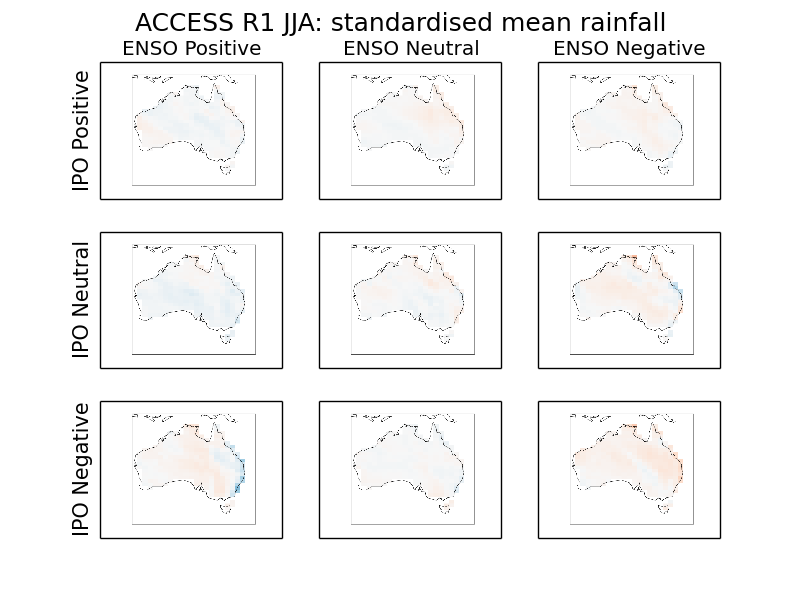 ACCESS R1 JJA: standardised mean rainfall
ENSO Positive
ENSO Neutral
ENSO Negative
IPO Positive
IPO Neutral
IPO Negative